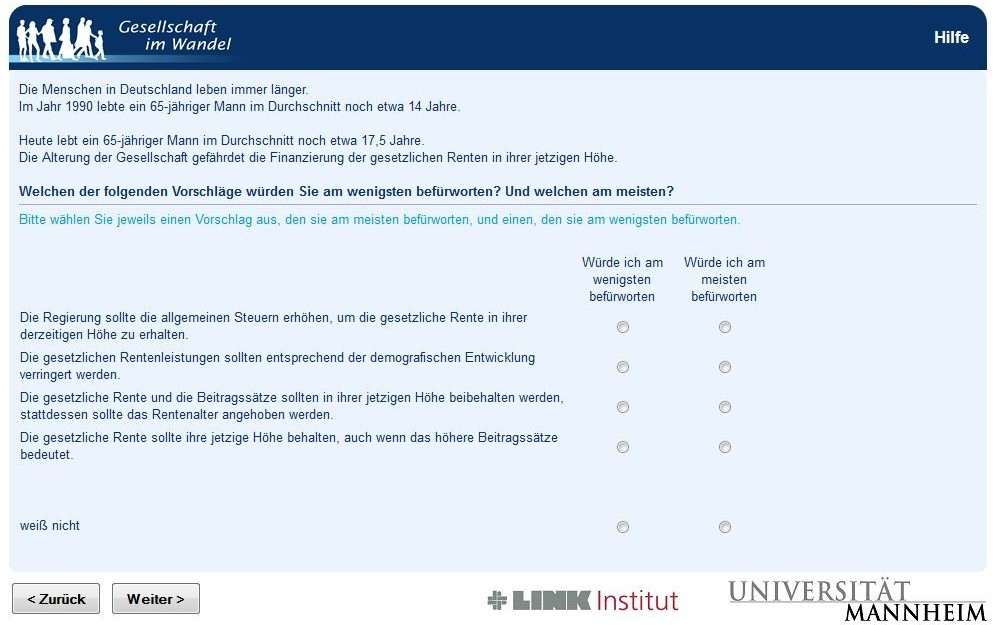 Gesellschaft
im Wandel
Hilfe
Die Menschen in Deutschland leben immer länger.
Im Jahr 1990 lebte ein 65-jähriger Mann im Durchschnitt noch etwa 14 Jahre.
Heute lebt ein 65-jähriger Mann im Durchschnitt noch etwa 17,5 Jahre.
Die Alterung der Gesellschaft gefährdet die Finanzierung der gesetzlichen Renten in ihrer jetzigen Höhe.
Welchen der folgenden Vorschläge würden Sie am wenigsten befürworten? Und welchen am meisten?
Bitte wählen Sie jeweils einen Vorschlag aus, den sie am meisten befürworten, und einen, den sie am wenigsten befürworten.
Würde ich am
wenigsten
befürworten
Würde ich am
meisten
befürworten
Die Regierung sollte die allgemeinen Steuern erhöhen, um die gesetzliche Rente in ihrer
derzeitigen Höhe zu erhalten.
Die gesetzlichen Rentenleistungen sollten entsprechend der demografischen Entwicklung
verringert werden.
Die gesetzliche Rente und die Beitragssätze sollten in ihrer jetzigen Höhe beibehalten werden,
stattdessen sollte das Rentenalter angehoben werden.
Die gesetzliche Rente sollte ihre jetzige Höhe behalten, auch wenn das höhere Beitragssätze
bedeutet.
weiß nicht
< Zurück
Weiter >
LINK Institut
UNIVERSITÄT
MANNHEIM